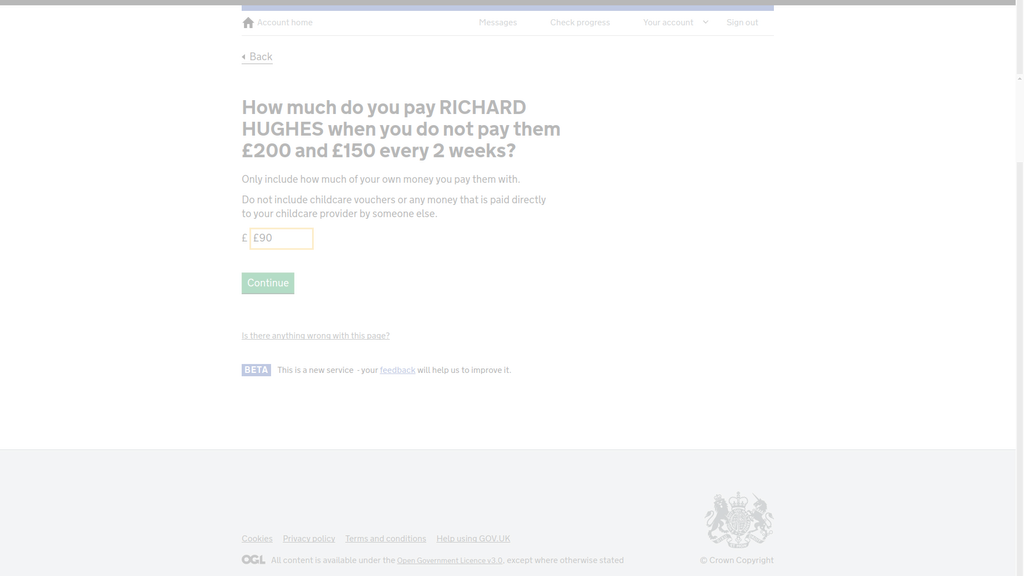 Account home
Messages
Check progress
Your account
Sign out
Back
How much do you pay RICHARD
HUGHES when you do not pay them
£200 and £150 every 2 weeks?
Only include how much of your own money you pay them with.
Do not include childcare vouchers or any money that is paid directly
to your childcare provider by someone else.
£ £90
Continue
Is there anything wrong with this page?
BETA This is a new service - your feedback will help us to improve it.
Cookies Privacy policy Terms and conditions Help using GOV.UK
OGL All content is available under the Open Government Licence v3.0, except where otherwise stated
© Crown Copyright